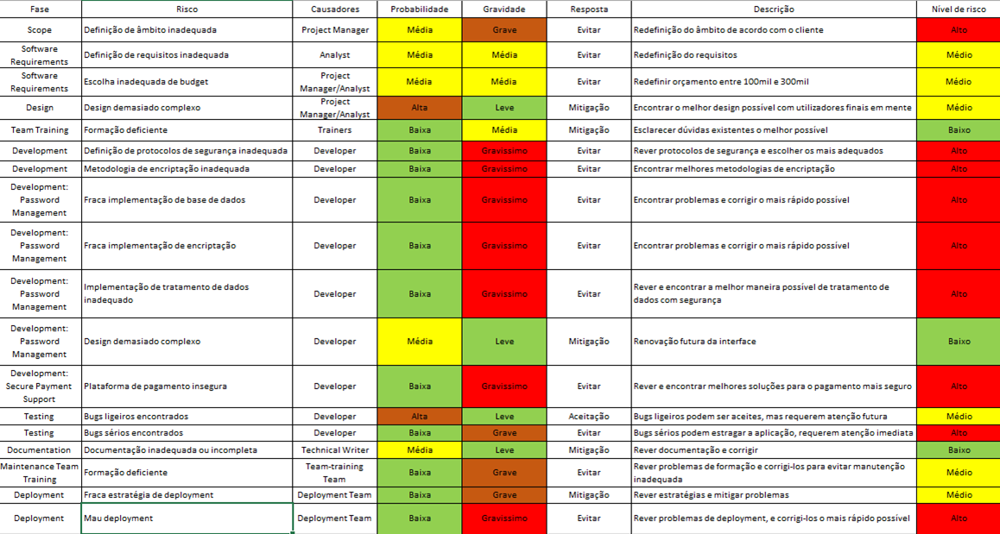 Fase Risco Causadores Probabilidade Gravidade Resposta Descrição Nível de risco
Scope Definição de âmbito inadequada Project Manager Média Grave Evitar Redefinição do âmbito de acordo com o cliente Alto
Software
Requirements Definição de requisitos inadequada Analyst Média Média Evitar Redefinição do requisitos Médio
Software
Requirements Escolha inadequada de budget Project
Manager/Analyst Média Média Evitar Redefinir orçamento entre 100mil e 300mil Médio
Design Design demasiado complexo Project
Manager/Analyst Alta Leve Mitigação Encontrar o melhor design possível com utilizadores finais em mente Médio
Team Training Formação deficiente Trainers Baixa Média Mitigação Esclarecer dúvidas existentes o melhor possível Baixo
Development Definição de protocolos de segurança inadequada Developer Baixa Gravissimo Evitar Rever protocolos de segurança e escolher os mais adequados Alto
Development Metodologia de encriptação inadequada Developer Baixa Gravissimo Evitar Encontrar melhores metodologias de encriptação Alto
Development:
Password
Management Fraca implementação de base de dados Developer Baixa Gravissimo Evitar Encontrar problemas e corrigir o mais rápido possível Alto
Development:
Password
Management Fraca implementação de encriptação Developer Baixa Gravissimo Evitar Encontrar problemas e corrigir o mais rápido possível Alto
Development:
Password
Management Implementação de tratamento de dados
inadequado Developer Baixa Gravissimo Evitar Rever e encontrar a melhor maneira possível de tratamento de
dados com segurança Alto
Development:
Password
Management Design demasiado complexo Developer Média Leve Mitigação Renovação futura da interface Baixo
Development:
Secure Payment
Support Plataforma de pagamento insegura Developer Baixa Gravissimo Evitar Rever e encontrar melhores soluções para o pagamento mais seguro Alto
Testing Bugs ligeiros encontrados Developer Alta Leve Aceitação Bugs ligeiros podem ser aceites, mas requerem atenção futura Médio
Testing Bugs sérios encontrados Developer Baixa Grave Evitar Bugs sérios podem estragar a aplicação, requerem atenção imediata Alto
Documentation Documentação inadequada ou incompleta Technical Writer Média Leve Mitigação Rever documentação e corrigir Baixo
Maintenance Team
Training Formação deficiente Team-training
Team Baixa Grave Evitar Rever problemas de formação e corrigi-los para evitar manutenção
inadequada Médio
Deployment Fraca estratégia de deployment Deployment Team Baixa Grave Mitigação Rever estratégias e mitigar problemas Médio
Deployment Mau deployment Deployment Team Baixa Gravissimo Evitar Rever problemas de deployment, e corrigi-los o mais rápido possível Alto